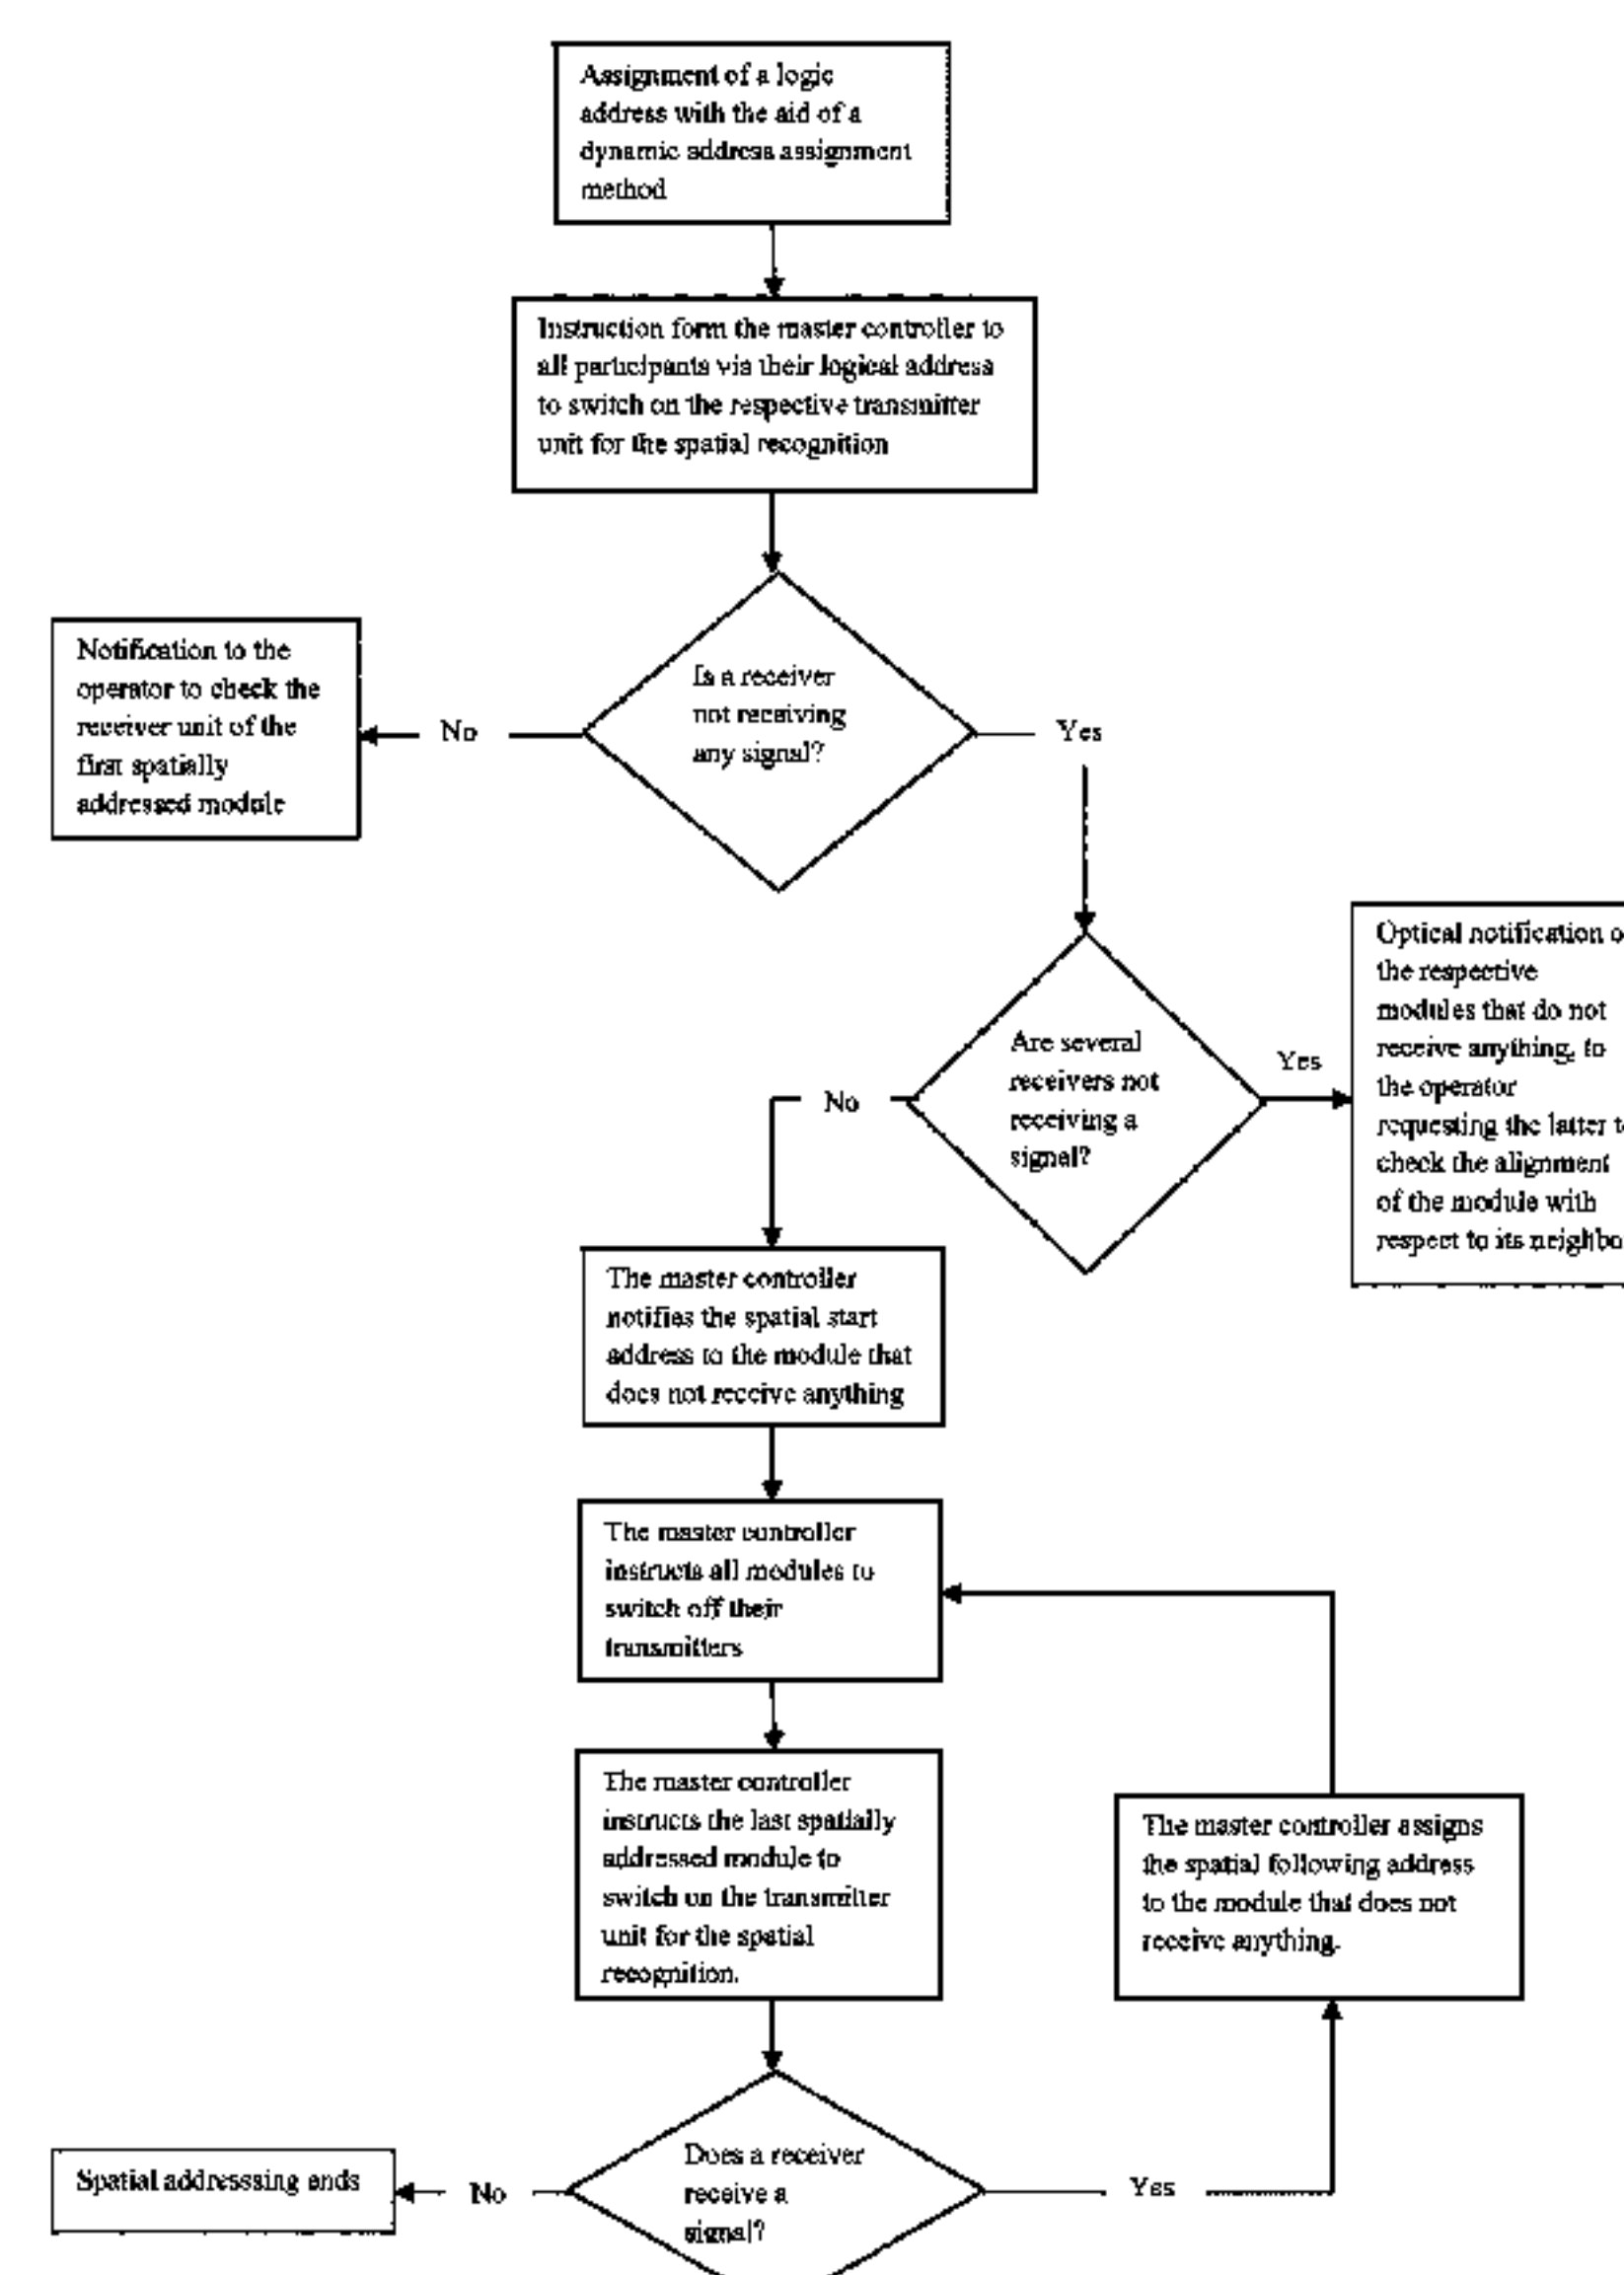 Assignment of a logic
address with the aid of a
dynamic address assignment
method
Instruction form the master controller to
all participants via their logical address
to switch on the respective transmitter
unit for the spatial recognition
Is a receiver
not receiving
any signal?
No
Yes
Notification to the
operator to check the
receiver unit of the
first spatially
addressed module
Are several
receivers not
receiving a
signal?
No
Yes
Optical notification o
the respective
modules that do not
receive anything, to
the operator
requesting the latter t
check the alignment
of the module with
respect to its neighbo
The master controller
notifies the spatial start
address to the module that
does not receive anything
The master controller
instructs all modules to
switch off their
transmitters
The master controller
instructs the last spatially
addressed module to
switch on the transmitter
unit for the spatial
recognition.
The master controller assigns
the spatial following address
to the module that does not
receive anything.
Does a receiver
receive a
signal?
No
Yes
Spatial addresssing ends